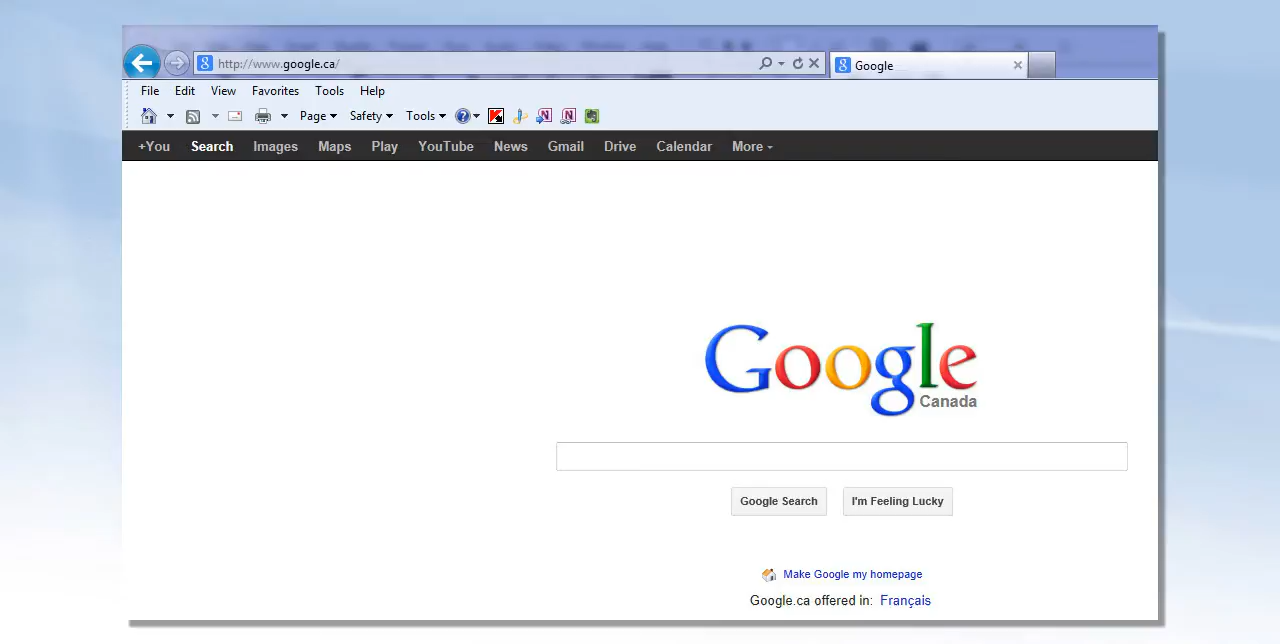 http://www.google.ca/
Google
File Edit View Favorites Tools Help
Page Safety Tools
+You Search Images Maps Play YouTube News Gmail Drive Calendar More
Google
Canada
Google Search I'm Feeling Lucky
Make Google my homepage
Google.ca offered in: Français